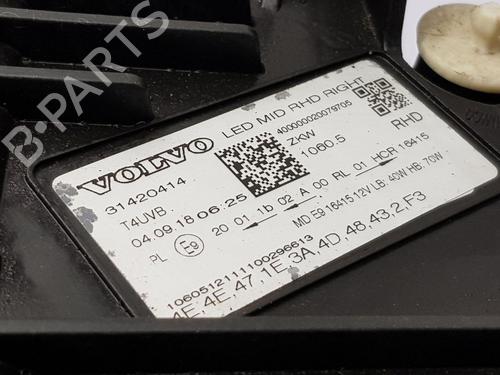 B-PARTS
VOLVO LED MID RHD RIGHT
31420414
T4UVB
04.09.18 06:25
400000020079705
ZKW
1060.5
RHD
PL E9 20 01 1b 02 A 00 RL 01 HCR 16415
MD E9 16415 12V LB: 40W HB: 70W
1060512111100296613
4E, 4E, 47, 1E, 3A, 4D, 48, 43, 2, F3